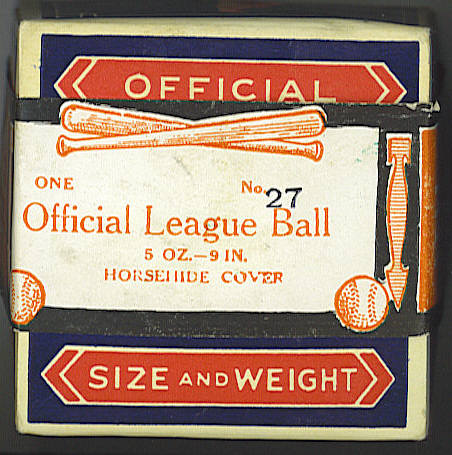 OFFICIAL
ONE No. 27
Official League Ball
5 OZ.—9 IN.
HORSEHIDE COVER
SIZE AND WEIGHT